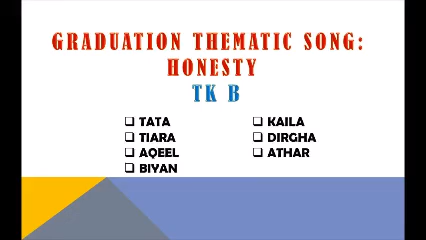 GRADUATION THEMATIC SONG:
HONESTY
TK B
❑ TATA
❑ TIARA
❑ AQEEL
❑ BIYAN
❑ KAILA
❑ DIRGHA
❑ ATHAR